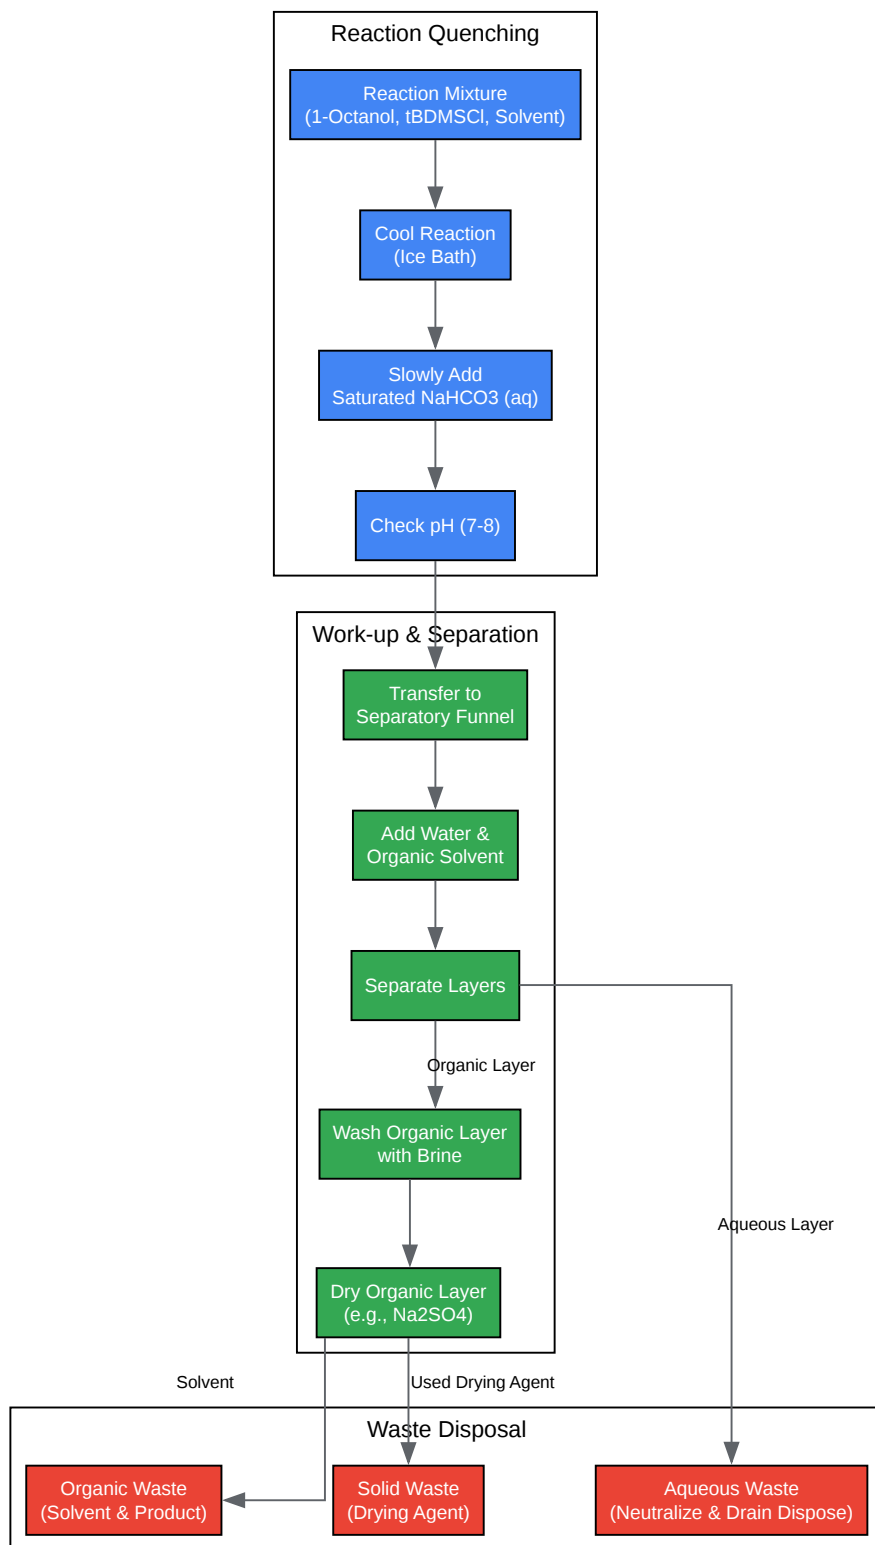 Reaction Quenching
Reaction Mixture
(1-Octanol, tBDMSCl, Solvent)
Cool Reaction
(Ice Bath)
Slowly Add
Saturated NaHCO3 (aq)
Check pH (7-8)
Work-up & Separation
Transfer to
Separatory Funnel
Add Water &
Organic Solvent
Separate Layers
Organic Layer
Wash Organic Layer
with Brine
Aqueous Layer
Dry Organic Layer
(e.g., Na2SO4)
Solvent
Used Drying Agent
Waste Disposal
Organic Waste
(Solvent & Product)
Solid Waste
(Drying Agent)
Aqueous Waste
(Neutralize & Drain Dispose)